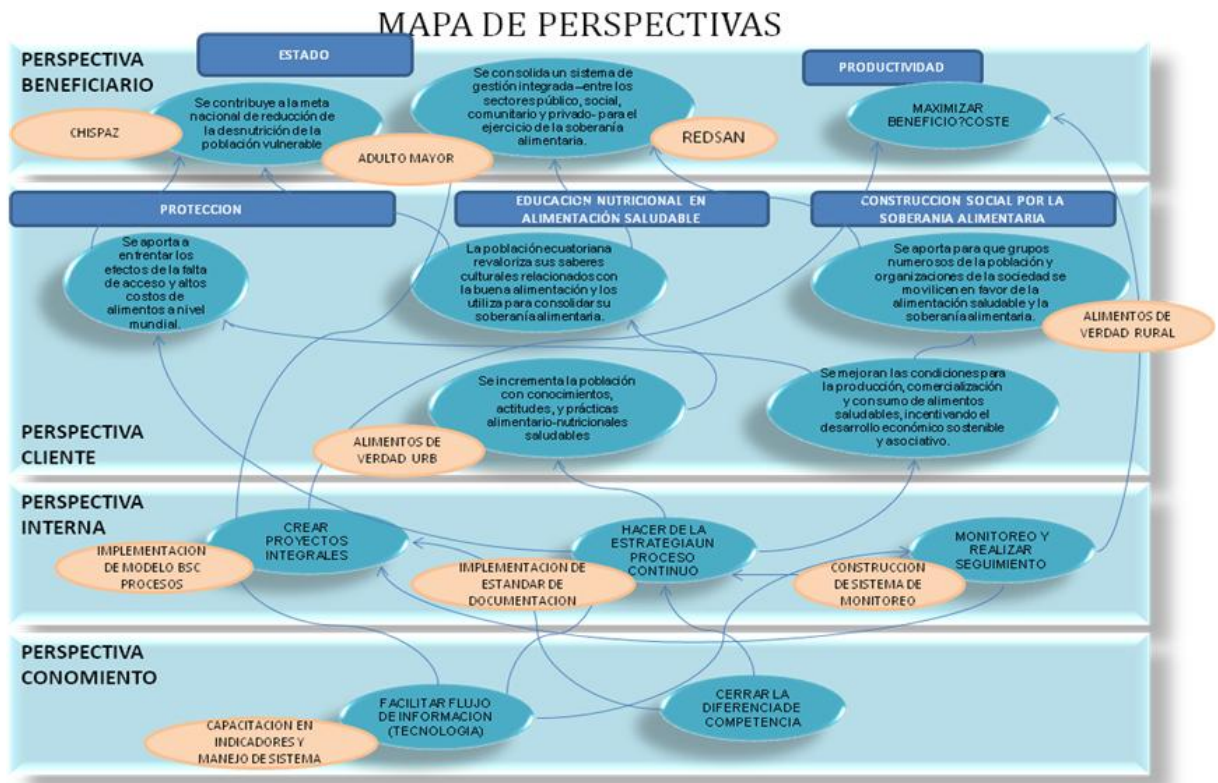 MAPA DE PERSPECTIVAS
PERSPECTIVA
BENEFICIARIO
ESTADO
PRODUCTIVIDAD
Se contribuye a la meta
nacional de reducción de
la desnutrición de la
población vulnerable
CHISPAZ
ADULTO MAYOR
Se consolida un sistema de
gestión integrada –entre los
sectores público, social,
comunitario y privado- para el
ejercicio de la soberanía
alimentaria.
REDSAN
MAXIMIZAR
BENEFICIO?COSTE
PROTECCION
EDUCACION NUTRICIONAL EN
ALIMENTACIÓN SALUDABLE
CONSTRUCCION SOCIAL POR LA
SOBERANIA ALIMENTARIA
Se aporta a
enfrentar los
efectos de la falta
de acceso y altos
costos de
alimentos a nivel
mundial.
La población ecuatoriana
revaloriza sus saberes
culturales relacionados con
la buena alimentación y los
utiliza para consolidar su
soberanía alimentaria.
Se aporta para que grupos
numerosos de la población y
organizaciones de la sociedad se
movilicen en favor de la
alimentación saludable y la
soberanía alimentaria.
ALIMENTOS DE
VERDAD RURAL
Se incrementa la población
con conocimientos,
actitudes, y prácticas
alimentario-nutricionales
saludables
ALIMENTOS DE
VERDAD URB
Se mejoran las condiciones para
la producción, comercialización
y consumo de alimentos
saludables, incentivando el
desarrollo económico sostenible
y asociativo.
PERSPECTIVA
CLIENTE
PERSPECTIVA
INTERNA
CREAR
PROYECTOS
INTEGRALES
IMPLEMENTACION
DE MODELO BSC
PROCESOS
HACER DE LA
ESTRATEGIA UN
PROCESO
CONTINUO
IMPLEMENTACION DE
ESTANDAR DE
DOCUMENTACION
MONITOREO Y
REALIZAR
SEGUIMIENTO
CONSTRUCCION
DE SISTEMA DE
MONITOREO
PERSPECTIVA
CONOMIENTO
FACILITAR FLUJO
DE INFORMACION
(TECNOLOGIA)
CAPACITACION EN
INDICADORES Y
MANEJO DE SISTEMA
CERRAR LA
DIFERENCIA DE
COMPETENCIA